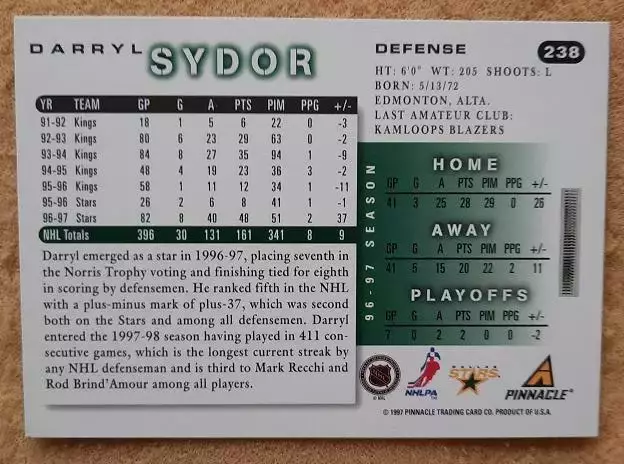 DARRYL SYDOR
DEFENSE 238
HT: 6'0" WT: 205 SHOOTS: L
BORN: 5/13/72
EDMONTON, ALTA.
LAST AMATEUR CLUB:
KAMLOOPS BLAZERS
YR TEAM GP G A PTS PIM PPG +/-
91-92 Kings 18 1 5 6 22 0 -3
92-93 Kings 80 6 23 29 63 0 -2
93-94 Kings 84 8 27 35 94 1 -9
94-95 Kings 48 4 19 23 36 3 -2
95-96 Kings 58 1 11 12 34 1 -11
95-96 Stars 26 2 6 8 41 1 -1
96-97 Stars 82 8 40 48 51 2 37
NHL Totals 396 30 131 161 341 8 9
Darryl emerged as a star in 1996-97, placing seventh in
the Norris Trophy voting and finishing tied for eighth
in scoring by defensemen. He ranked fifth in the NHL
with a plus-minus mark of plus-37, which was second
both on the Stars and among all defensemen. Darryl
entered the 1997-98 season having played in 411 con-
secutive games, which is the longest current streak by
any NHL defenseman and is third to Mark Recchi and
Rod Brind'Amour among all players.
96-97 SEASON
HOME
GP G A PTS PIM PPG +/-
41 3 25 28 29 0 26
AWAY
GP G A PTS PIM PPG +/-
41 5 15 20 22 2 11
PLAYOFFS
GP G A PTS PIM PPG +/-
7 0 2 2 0 0 -2
NHL
© NHL
NHLPA
STARS
PINNACLE
© 1997 PINNACLE TRADING CARD CO. PRODUCT OF U.S.A.